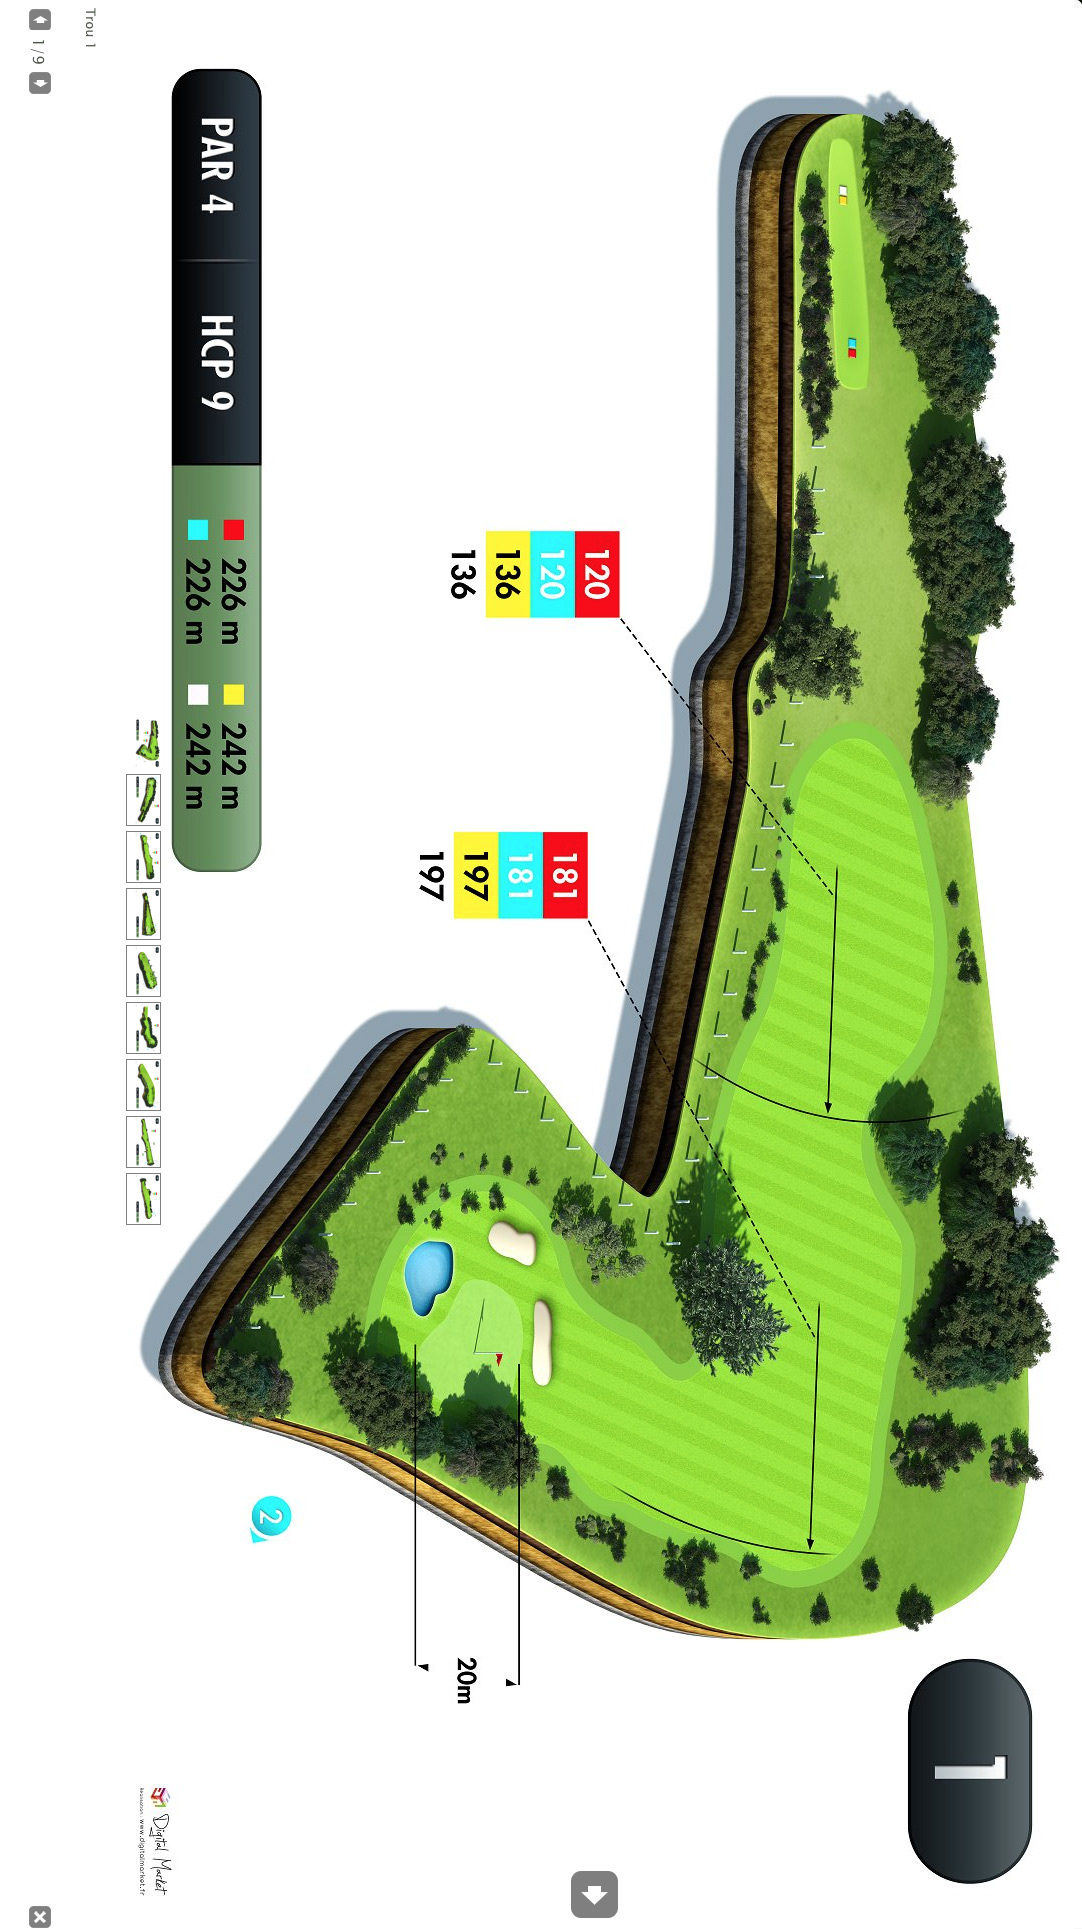 1
120
120
136
136
181
181
197
197
20m
2
PAR 4
HCP 9
226 m
242 m
226 m
242 m
Digital Market
Réalisation : www.digitalmarket.fr
Trou 1
1/9